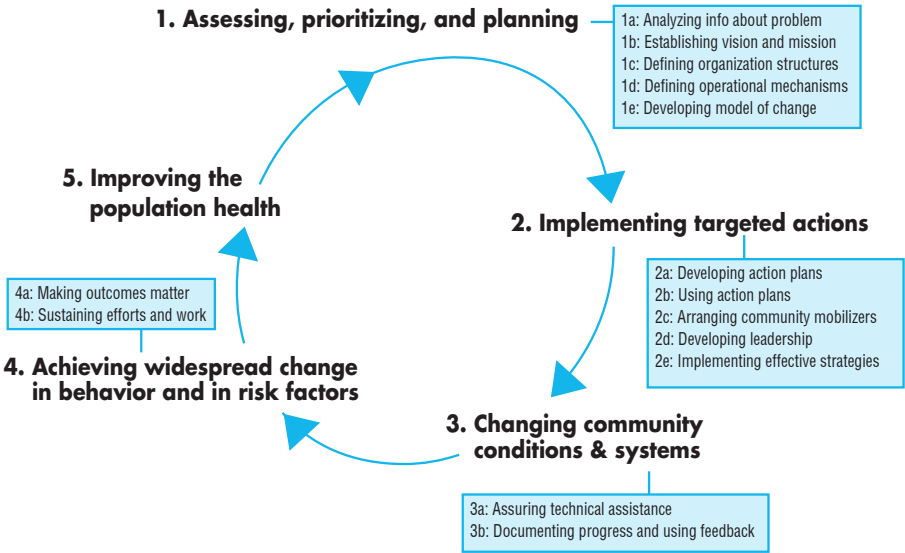 1. Assessing, prioritizing, and planning
1a: Analyzing info about problem
1b: Establishing vision and mission
1c: Defining organization structures
1d: Defining operational mechanisms
1e: Developing model of change
2. Implementing targeted actions
2a: Developing action plans
2b: Using action plans
2c: Arranging community mobilizers
2d: Developing leadership
2e: Implementing effective strategies
3. Changing community
conditions & systems
3a: Assuring technical assistance
3b: Documenting progress and using feedback
4. Achieving widespread change
in behavior and in risk factors
4a: Making outcomes matter
4b: Sustaining efforts and work
5. Improving the
population health